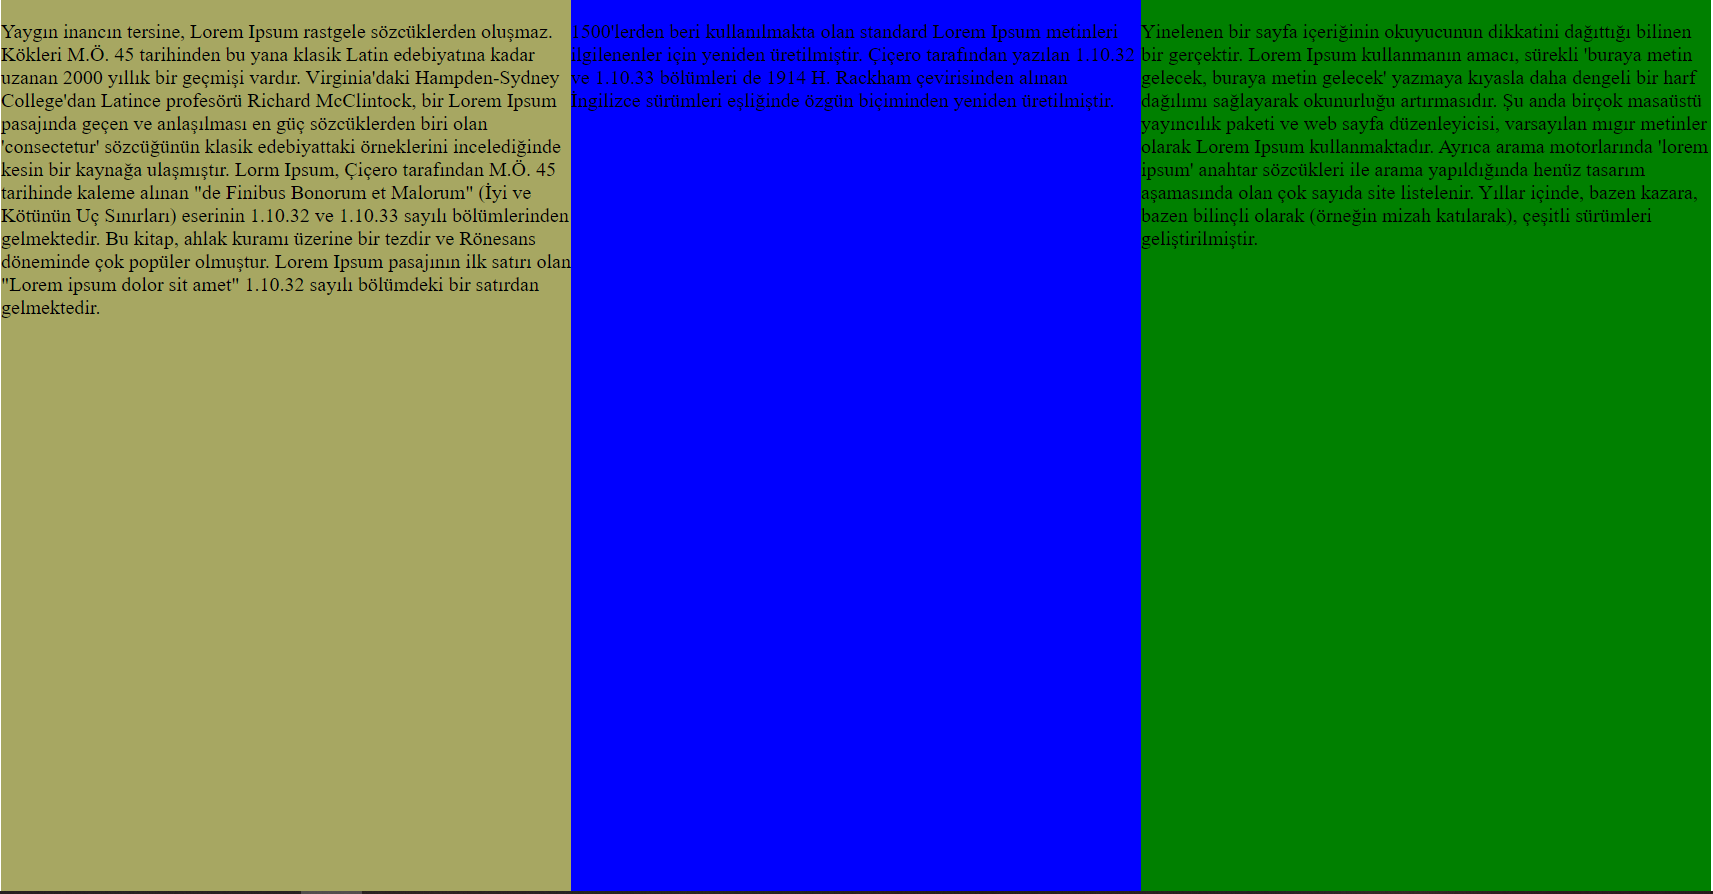 Yaygın inancın tersine, Lorem Ipsum rastgele sözcüklerden oluşmaz.
Kökleri M.Ö. 45 tarihinden bu yana klasik Latin edebiyatına kadar
uzanan 2000 yıllık bir geçmişi vardır. Virginia'daki Hampden-Sydney
College'dan Latince profesörü Richard McClintock, bir Lorem Ipsum
pasajında geçen ve anlaşılması en güç sözcüklerden biri olan
'consectetur' sözcüğünün klasik edebiyattaki örneklerini incelediğinde
kesin bir kaynağa ulaşmıştır. Lorm Ipsum, Çiçero tarafından M.Ö. 45
tarihinde kaleme alınan "de Finibus Bonorum et Malorum" (İyi ve
Kötünün Uç Sınırları) eserinin 1.10.32 ve 1.10.33 sayılı bölümlerinden
gelmektedir. Bu kitap, ahlak kuramı üzerine bir tezdir ve Rönesans
döneminde çok popüler olmuştur. Lorem Ipsum pasajının ilk satırı olan
"Lorem ipsum dolor sit amet" 1.10.32 sayılı bölümdeki bir satırdan
gelmektedir.
1500'lerden beri kullanılmakta olan standard Lorem Ipsum metinleri
ilgilenenler için yeniden üretilmiştir. Çiçero tarafından yazılan 1.10.32
ve 1.10.33 bölümleri de 1914 H. Rackham çevirisinden alınan
İngilizce sürümleri eşliğinde özgün biçiminden yeniden üretilmiştir.
Yinelenen bir sayfa içeriğinin okuyucunun dikkatini dağıttığı bilinen
bir gerçektir. Lorem Ipsum kullanmanın amacı, sürekli 'buraya metin
gelecek, buraya metin gelecek' yazmaya kıyasla daha dengeli bir harf
dağılımı sağlayarak okunurluğu artırmasıdır. Şu anda birçok masaüstü
yayıncılık paketi ve web sayfa düzenleyicisi, varsayılan mıgır metinler
olarak Lorem Ipsum kullanmaktadır. Ayrıca arama motorlarında 'lorem
ipsum' anahtar sözcükleri ile arama yapıldığında henüz tasarım
aşamasında olan çok sayıda site listelenir. Yıllar içinde, bazen kazara,
bazen bilinçli olarak (örneğin mizah katılarak), çeşitli sürümleri
geliştirilmiştir.